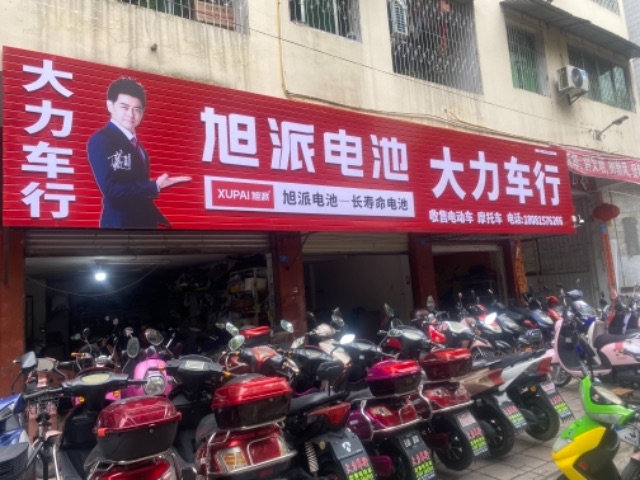 大力车行
旭派电池
XUPAI 旭派
旭派电池－长寿命电池
大力车行
收售电动车 摩托车 电话:18081576266